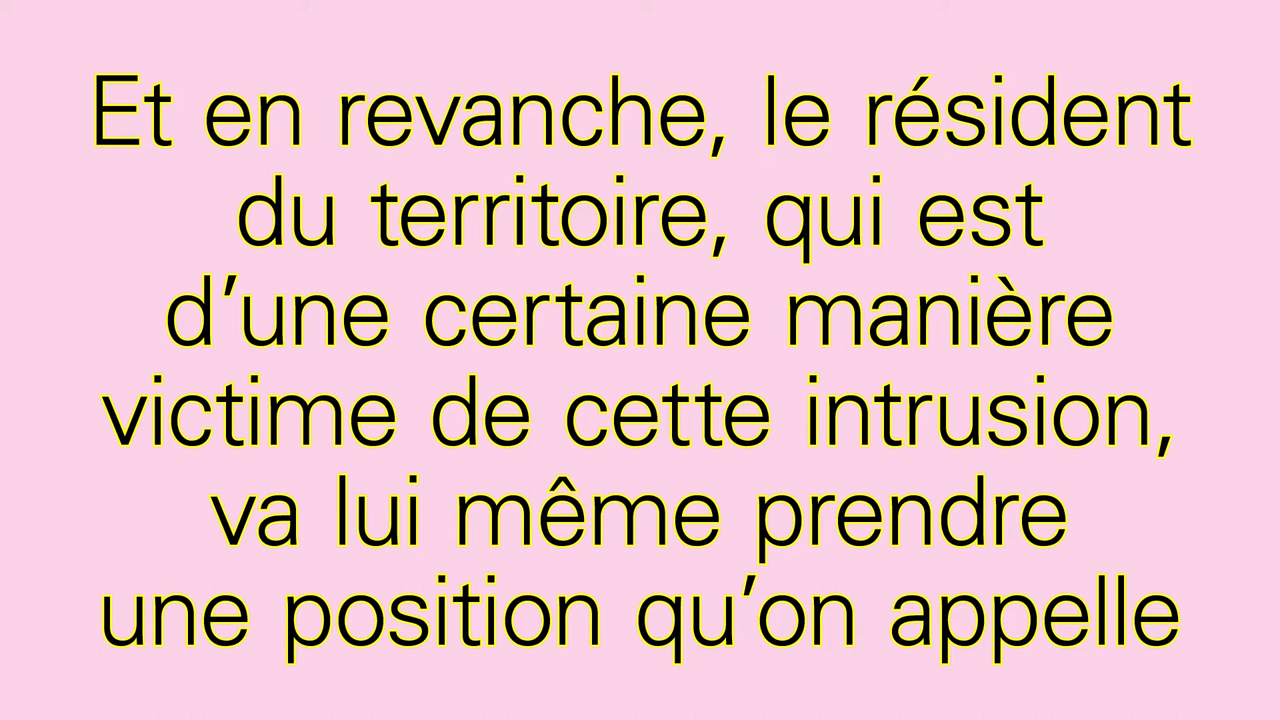 Et en revanche, le résident
du territoire, qui est
d’une certaine manière
victime de cette intrusion,
va lui même prendre
une position qu’on appelle